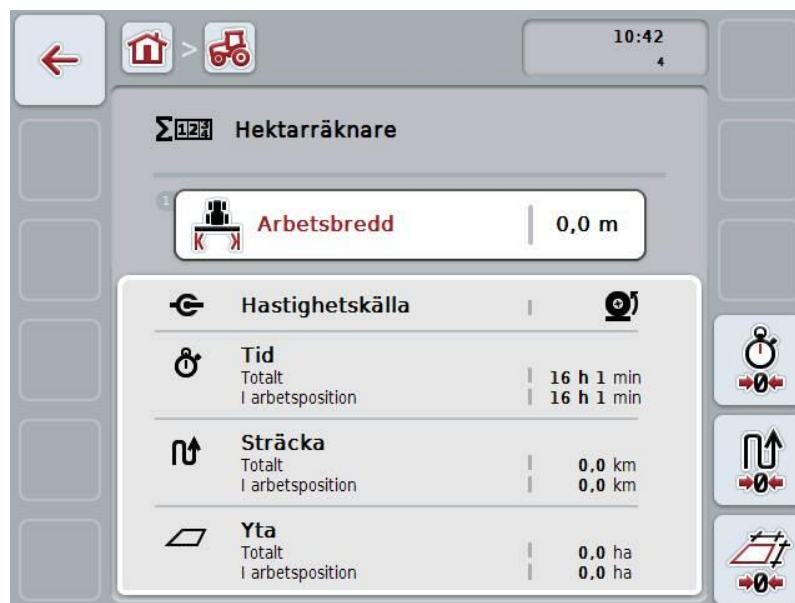 10:42
4
Hektarräknare
1
Arbetsbredd 0,0 m
Hastighetskälla
Tid
Totalt 16 h 1 min
I arbetsposition 16 h 1 min
Sträcka
Totalt 0,0 km
I arbetsposition 0,0 km
Yta
Totalt 0,0 ha
I arbetsposition 0,0 ha